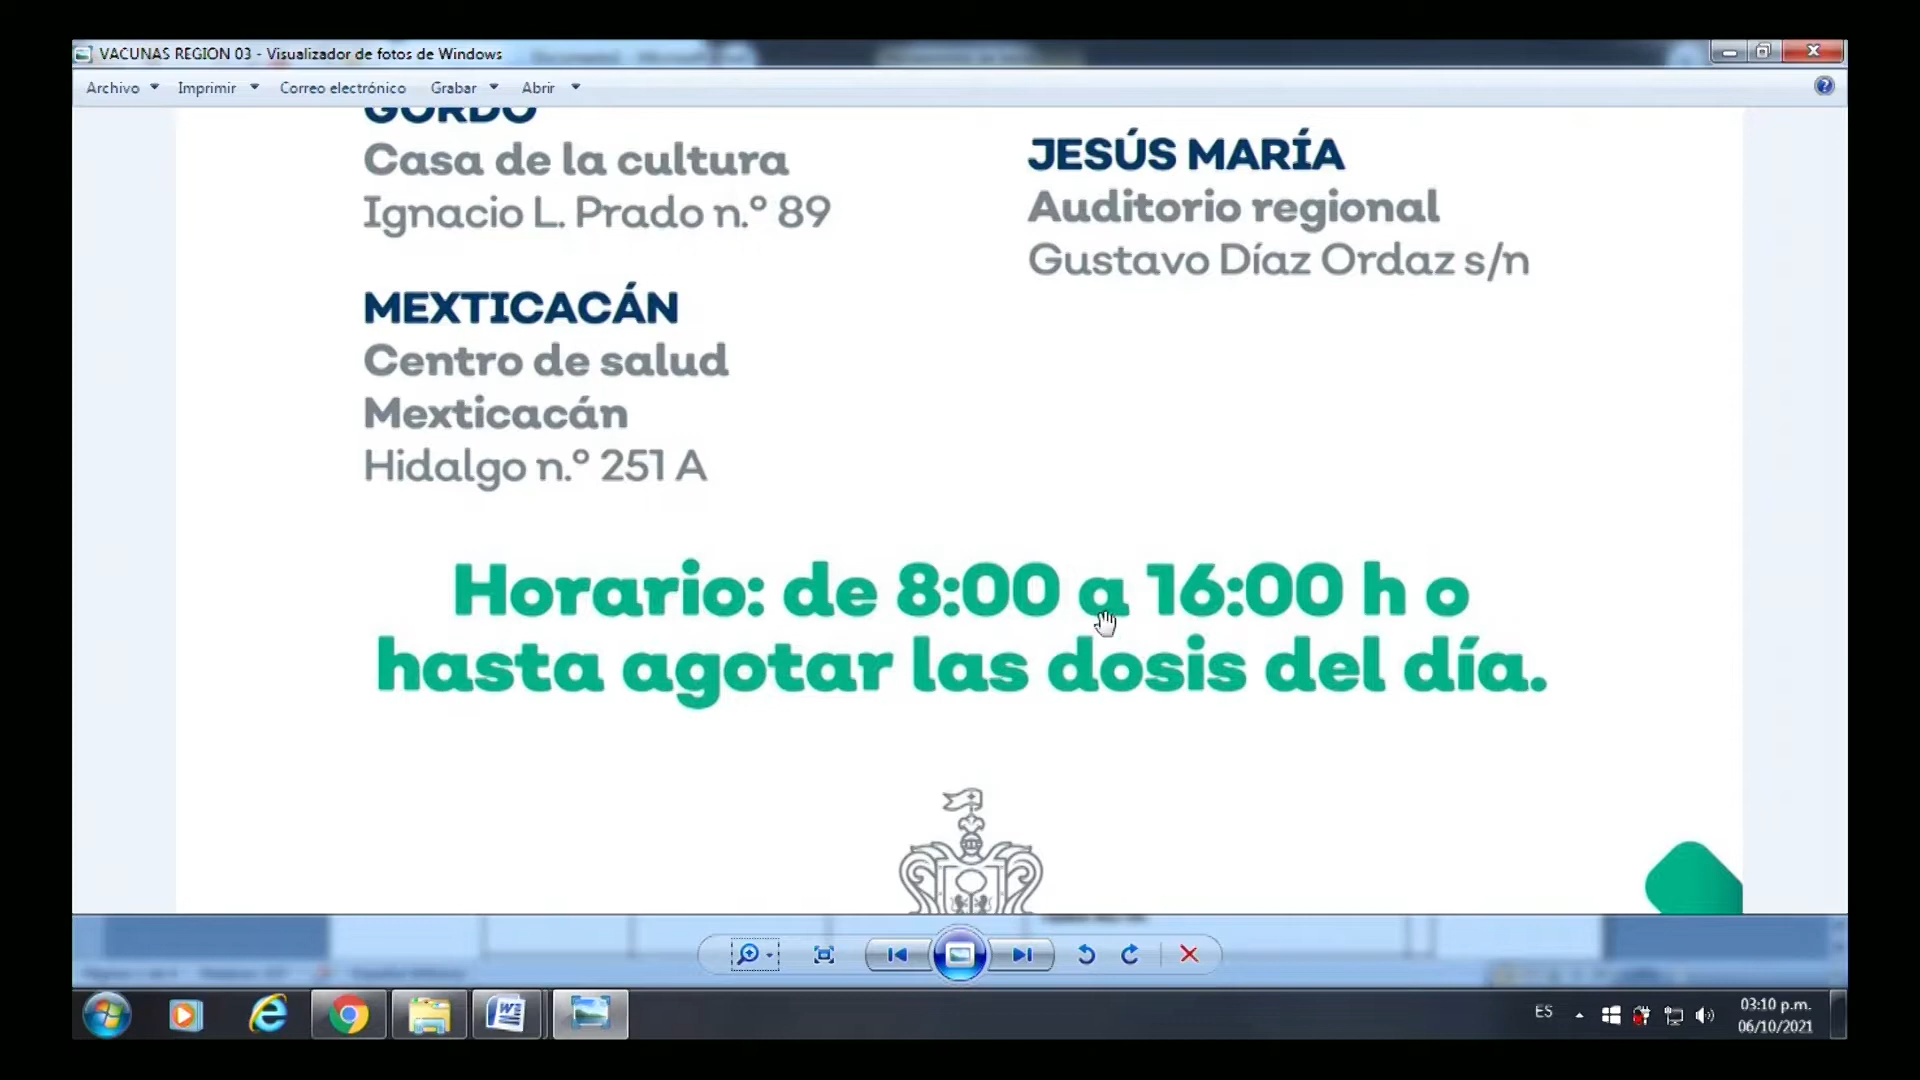 VACUNAS REGION 03 - Visualizador de fotos de Windows
Archivo Imprimir Correo electrónico Grabar Abrir
GORDO
Casa de la cultura
Ignacio L. Prado n.º 89
MEXTICACÁN
Centro de salud
Mexticacán
Hidalgo n.º 251 A
JESÚS MARÍA
Auditorio regional
Gustavo Díaz Ordaz s/n
Horario: de 8:00 a 16:00 h o
hasta agotar las dosis del día.
ES
03:10 p.m.
06/10/2021